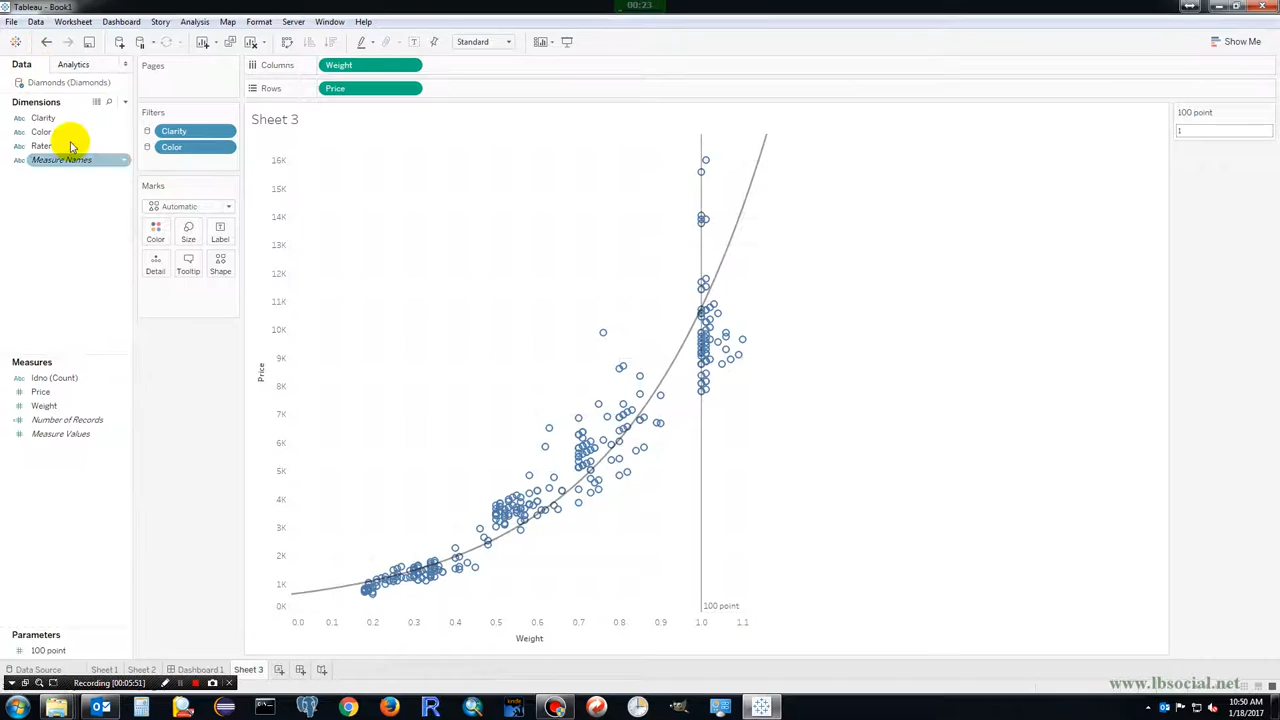 Tableau - Book1
00:23
File Data Worksheet Dashboard Story Analysis Map Format Server Window Help
Standard
Show Me
Data Analytics
Diamonds (Diamonds)
Dimensions
Abc Clarity
Abc Color
Abc Rater
Abc Measure Names
Measures
Abc Idno (Count)
# Price
# Weight
Number of Records
# Measure Values
Parameters
# 100 point
Pages
Filters
Clarity
Color
Marks
Automatic
Color Size Label
Detail Tooltip Shape
Columns Weight
Rows Price
Sheet 3
16K
15K
14K
13K
12K
11K
10K
9K
8K
7K
6K
5K
4K
3K
2K
1K
0K
Price
100 point
0.0 0.1 0.2 0.3 0.4 0.5 0.6 0.7 0.8 0.9 1.0 1.1
Weight
100 point
1
Data Source Sheet 1 Sheet 2 Dashboard 1 Sheet 3
Recording [00:05:51]
www.lbsocial.net
kindle
R
10:50 AM
1/18/2017